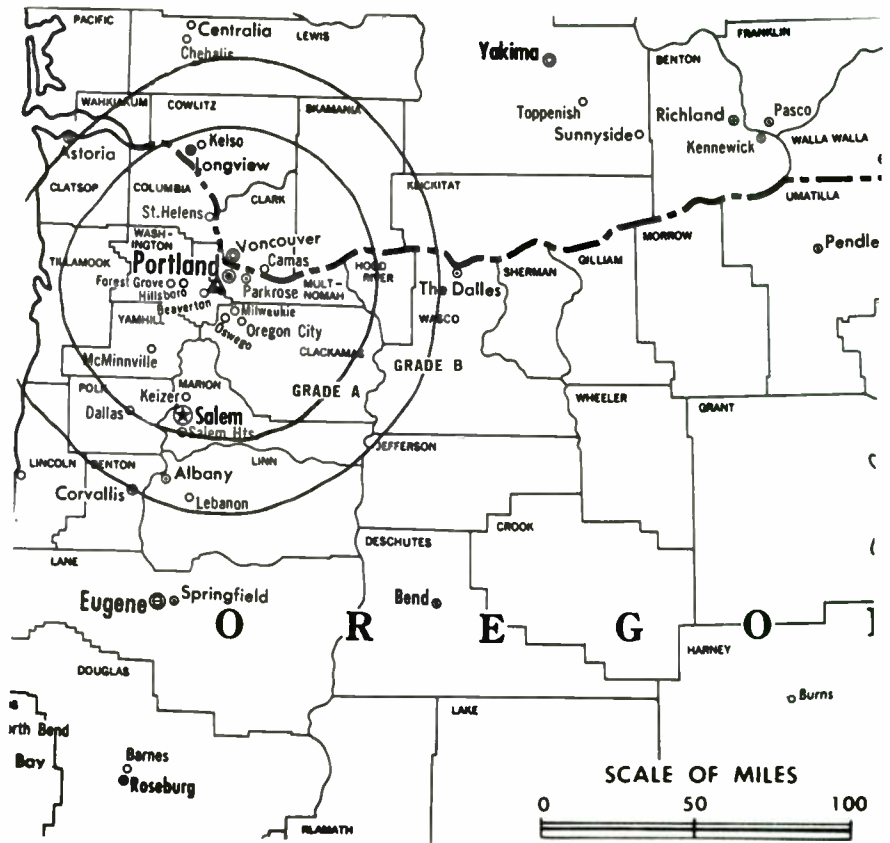 PACIFIC
Centralia
LEWIS
Chehalis
FRANKLIN
Yakima
BENTON
WAHKIAKUM
COWLITZ
SKAMANIA
Toppenish
Richland
Pasco
Sunnyside
Kennewick
WALLA WALLA
Astoria
Kelso
Longview
CLATSOP
COLUMBIA
CLARK
KLICKITAT
UMATILLA
St. Helens
MORROW
WASH-
INGTON
Voncouver
Pendle
TILLAMOOK
Portland
Camas
HOOD
RIVER
SHERMAN
GILLIAM
Forest Grove
Hillsboro
Parkrose
MULT-
NOMAH
The Dalles
Beaverton
Milwaukie
YAMHILL
Oswego
Oregon City
WASCO
McMinnville
CLACKAMAS
GRADE B
POLK
MARION
GRADE A
Keizer
WHEELER
GRANT
Dallas
Salem
Salem Hts.
JEFFERSON
LINCOLN
BENTON
LINN
Albany
Corvallis
Lebanon
CROOK
DESCHUTES
LANE
Eugene
Springfield
Bend
O R E G O
HARNEY
DOUGLAS
Burns
LAKE
orth Bend
Bay
Barnes
Roseburg
SCALE OF MILES
0 50 100
KLAMATH